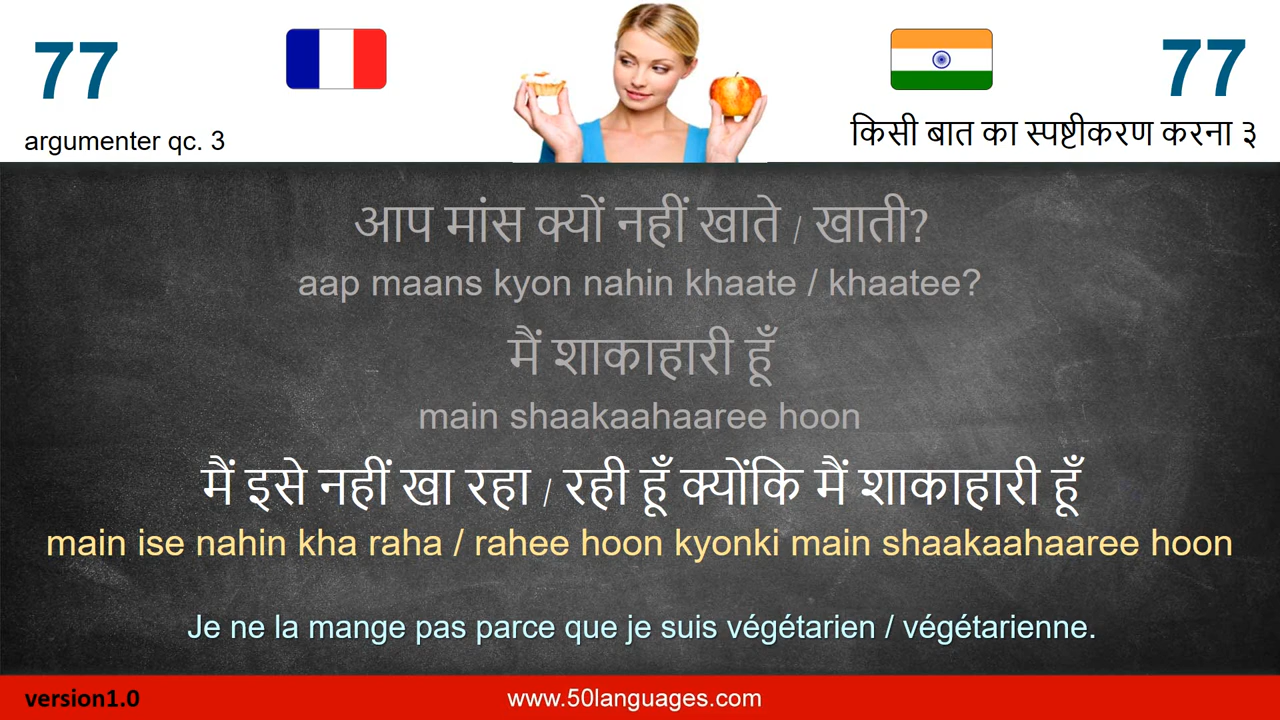 77
77
argumenter qc. 3
किसी बात का स्पष्टीकरण करना ३
आप मांस क्यों नहीं खाते / खाती?
aap maans kyon nahin khaate / khaatee?
मैं शाकाहारी हूँ
main shaakaahaaree hoon
मैं इसे नहीं खा रहा / रही हूँ क्योंकि मैं शाकाहारी हूँ
main ise nahin kha raha / rahee hoon kyonki main shaakaahaaree hoon
Je ne la mange pas parce que je suis végétarien / végétarienne.
version1.0
www.50languages.com